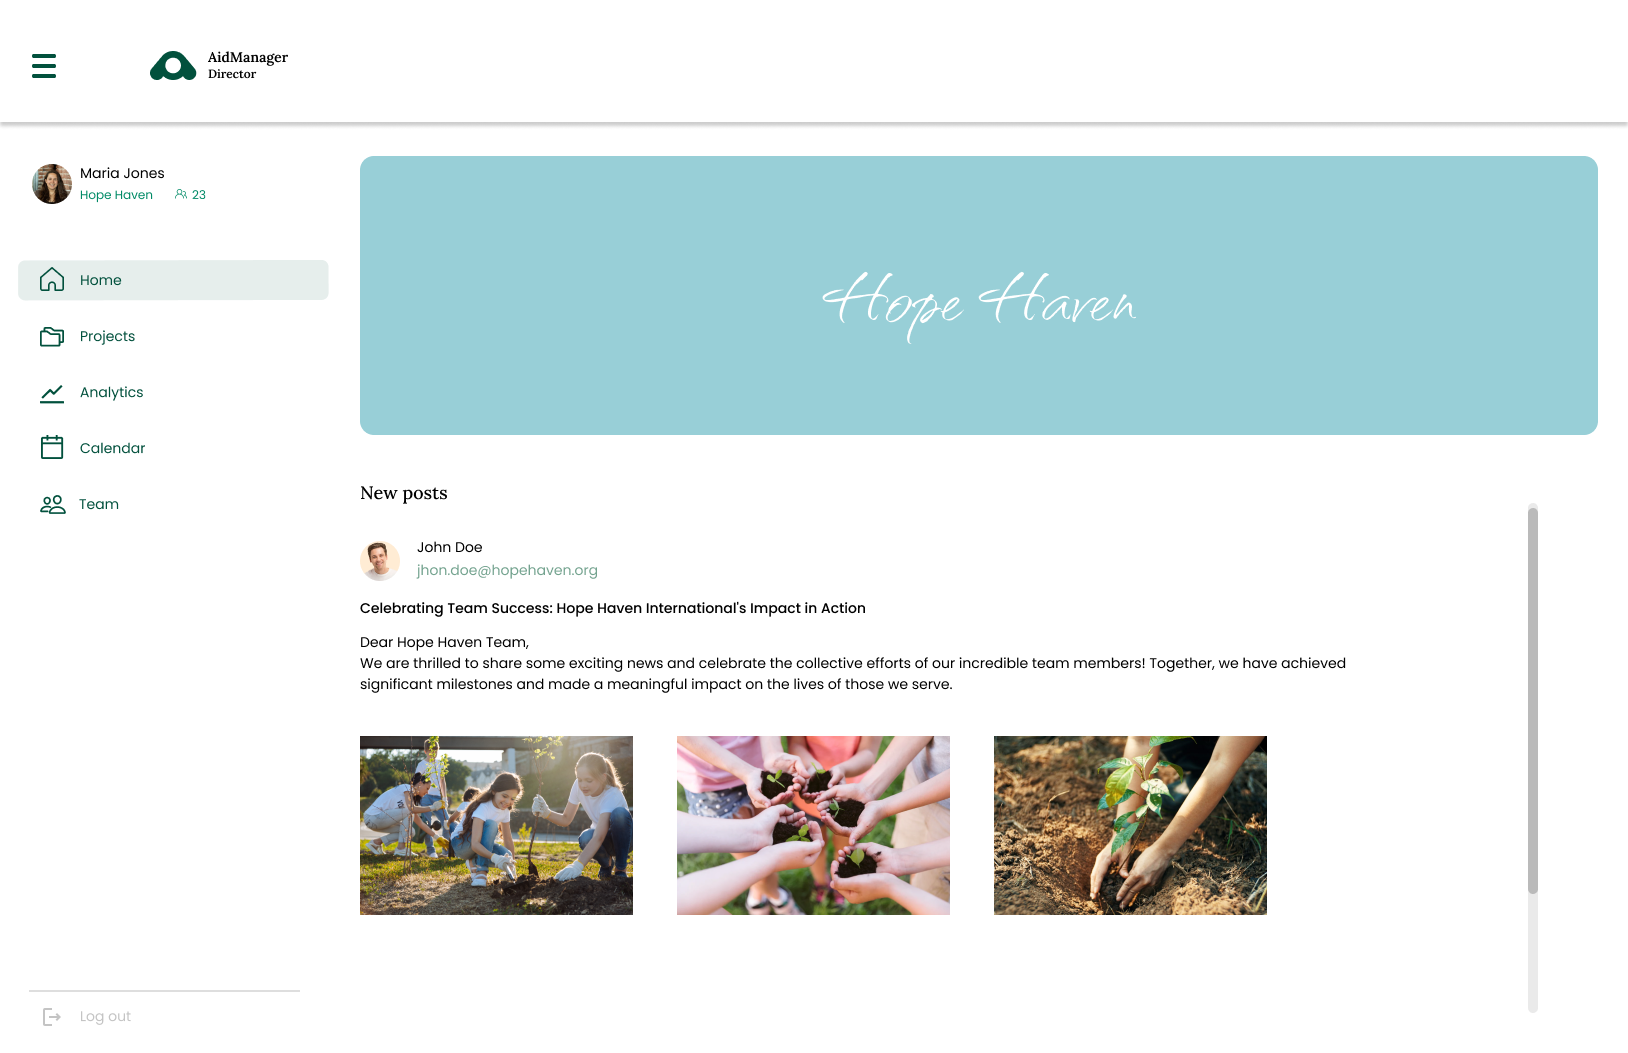 AidManager
Director
Maria Jones
Hope Haven 23
Home
Projects
Analytics
Calendar
Team
Log out
Hope Haven
New posts
John Doe
jhon.doe@hopehaven.org
Celebrating Team Success: Hope Haven International's Impact in Action
Dear Hope Haven Team,
We are thrilled to share some exciting news and celebrate the collective efforts of our incredible team members! Together, we have achieved
significant milestones and made a meaningful impact on the lives of those we serve.